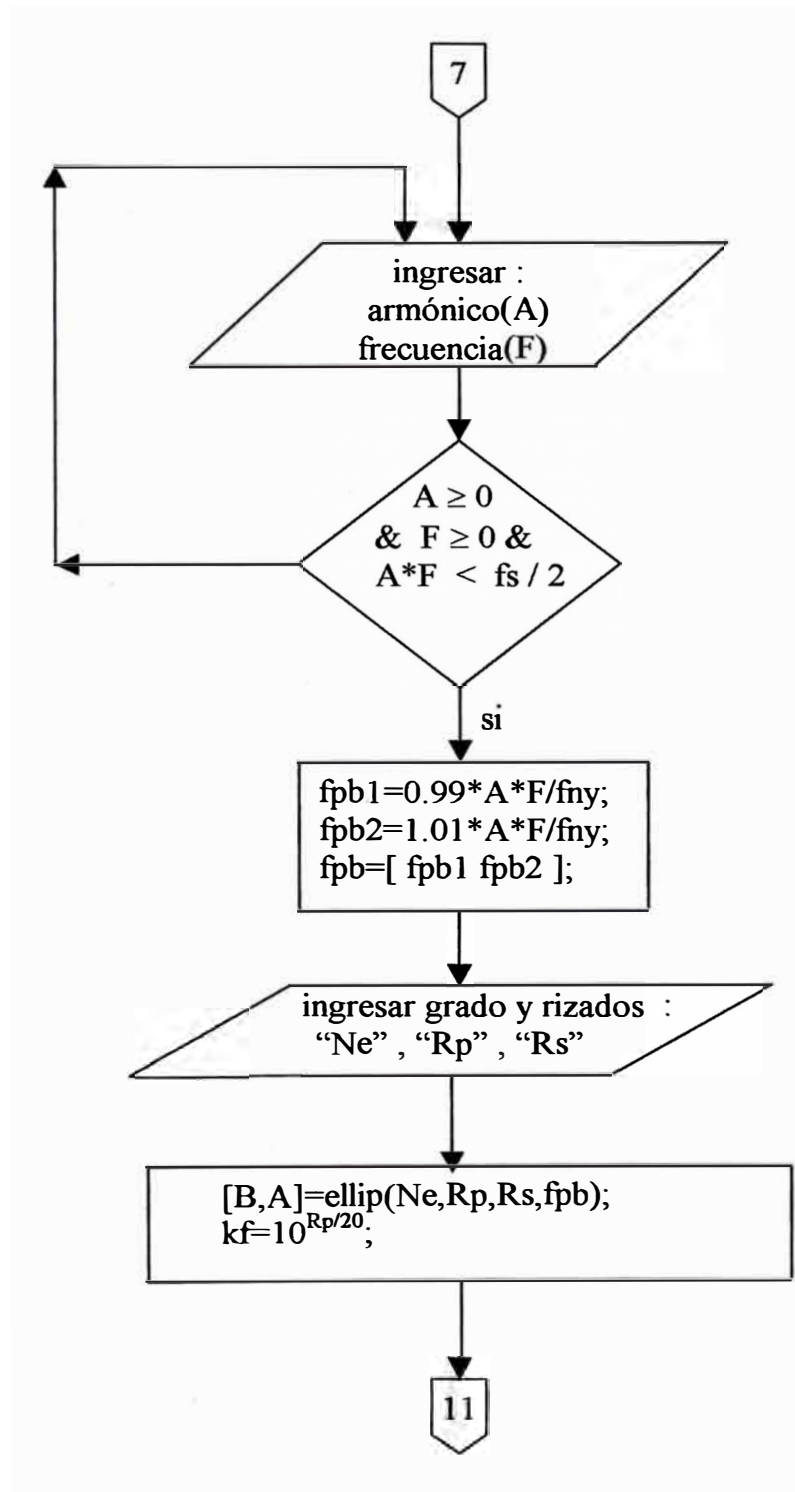 7
ingresar :
armónico(A)
frecuencia(F)
A ≥ 0
& F ≥ 0 &
A*F < fs / 2
si
fpb1=0.99*A*F/fny;
fpb2=1.01*A*F/fny;
fpb=[ fpb1 fpb2 ];
ingresar grado y rizados :
“Ne” , “Rp” , “Rs”
[B,A]=ellip(Ne,Rp,Rs,fpb);
kf=10^Rp/20;
11